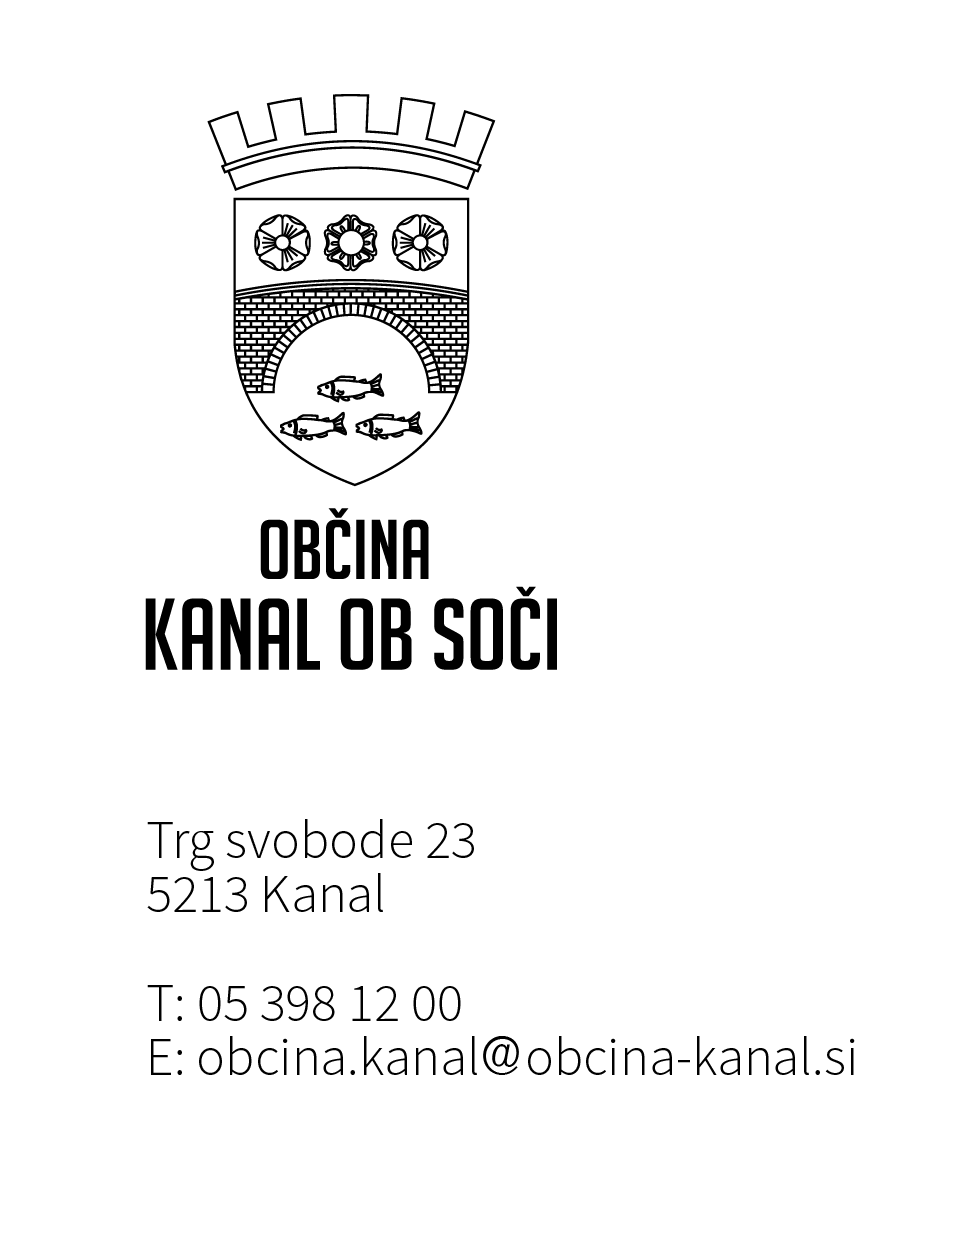 OBČINA
KANAL OB SOČI
Trg svobode 23
5213 Kanal
T: 05 398 12 00
E: obcina.kanal@obcina-kanal.si